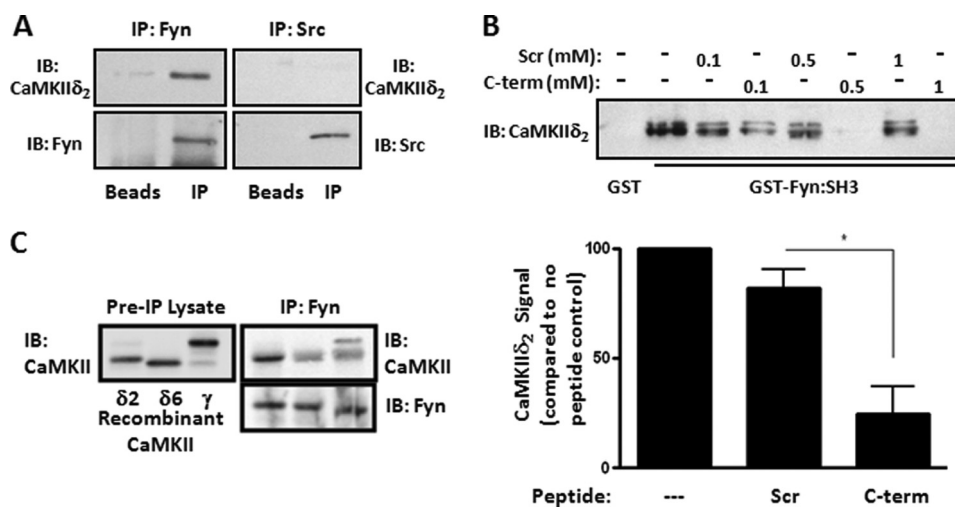 A
IP: Fyn
IP: Src
IB:
CaMKIIδ2
IB:
CaMKIIδ2
IB: Fyn
IB: Src
Beads
IP
Beads
IP
B
Scr (mM): - - 0.1 - 0.5 - 1 -
C-term (mM): - - - 0.1 - 0.5 - 1
IB: CaMKIIδ2
GST
GST-Fyn:SH3
C
Pre-IP Lysate
IP: Fyn
IB:
CaMKII
IB:
CaMKII
IB: Fyn
δ2 δ6 γ
Recombinant
CaMKII
CaMKIIδ2 Signal
(compared to no
peptide control)
100
50
0
*
Peptide: --- Scr C-term